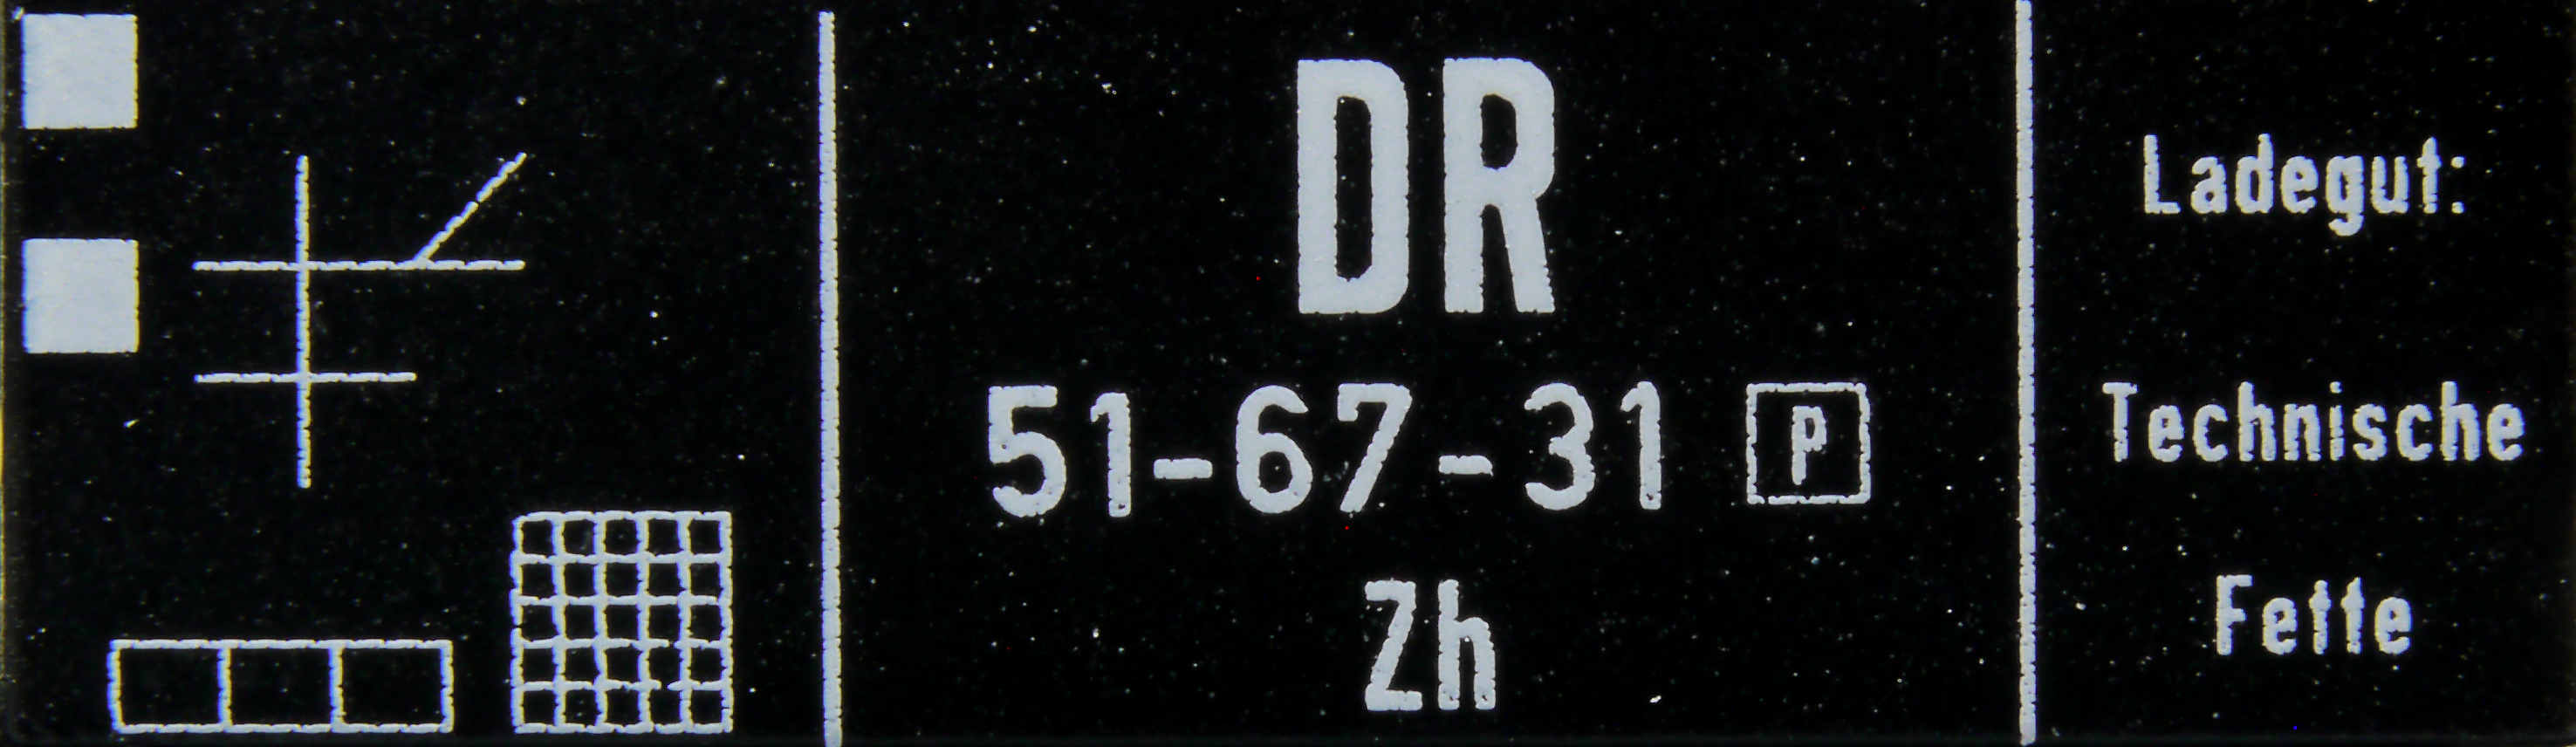 DR
51-67-31 P
Zh
Ladegut:
Technische
Fette